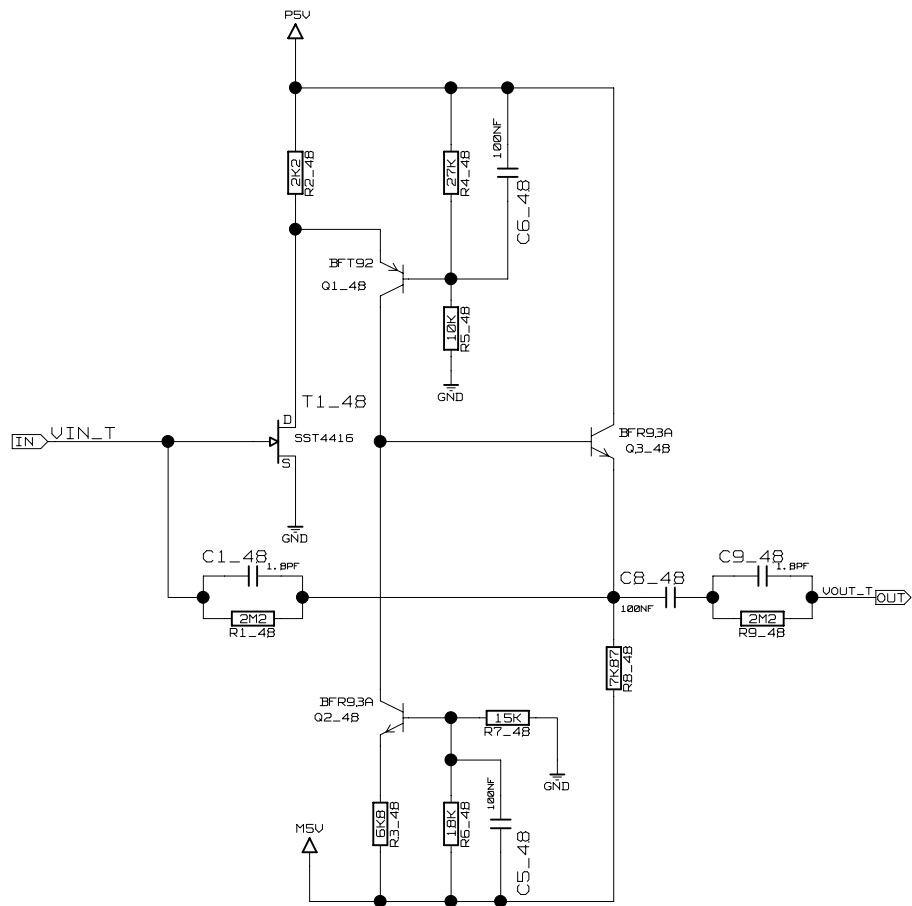 P5V
2K2
R2_48
27K
R4_48
100NF
C6_48
BFT92
Q1_48
10K
R5_48
GND
T1_48
D
SST4416
S
IN
VIN_T
GND
BFR93A
Q3_48
C1_48
1.8PF
2M2
R1_48
C8_48
100NF
C9_48
1.8PF
2M2
R9_48
VOUT_T
OUT
7K87
R8_48
BFR93A
Q2_48
15K
R7_48
GND
6K8
R3_48
18K
R6_48
100NF
C5_48
M5V